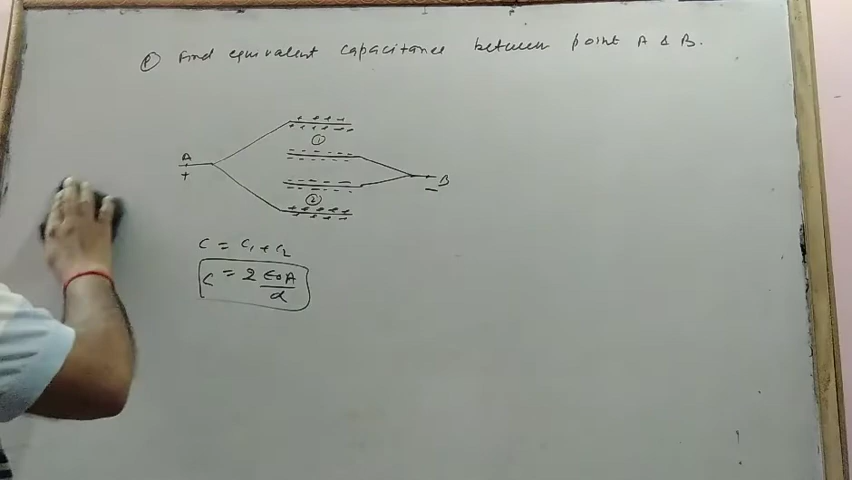 (P) Find equivalent capacitance between point A & B.
+ + + +
+ + + + +
①
A
+
- - - - -
- - - - -
- - - - -
- - - - -
B
—
②
+ + + + +
+ + + +
C = C₁ + C₂
C = 2 ε₀A/d